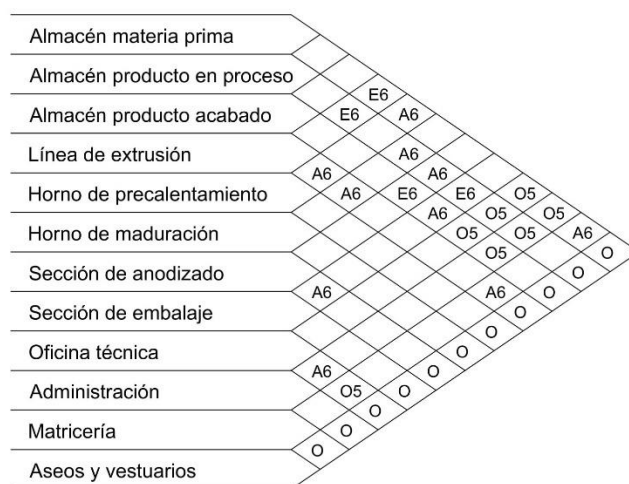 Almacén materia prima
Almacén producto en proceso
E6
Almacén producto acabado E6 A6
Línea de extrusión A6
A6 A6
Horno de precalentamiento A6 E6 E6 O5
A6 O5 O5
Horno de maduración O5 O5 A6
O5 O
Sección de anodizado O
A6 A6 O
Sección de embalaje O
O
Oficina técnica O
A6 O
Administración O5 O
O
Matricería O
O
Aseos y vestuarios